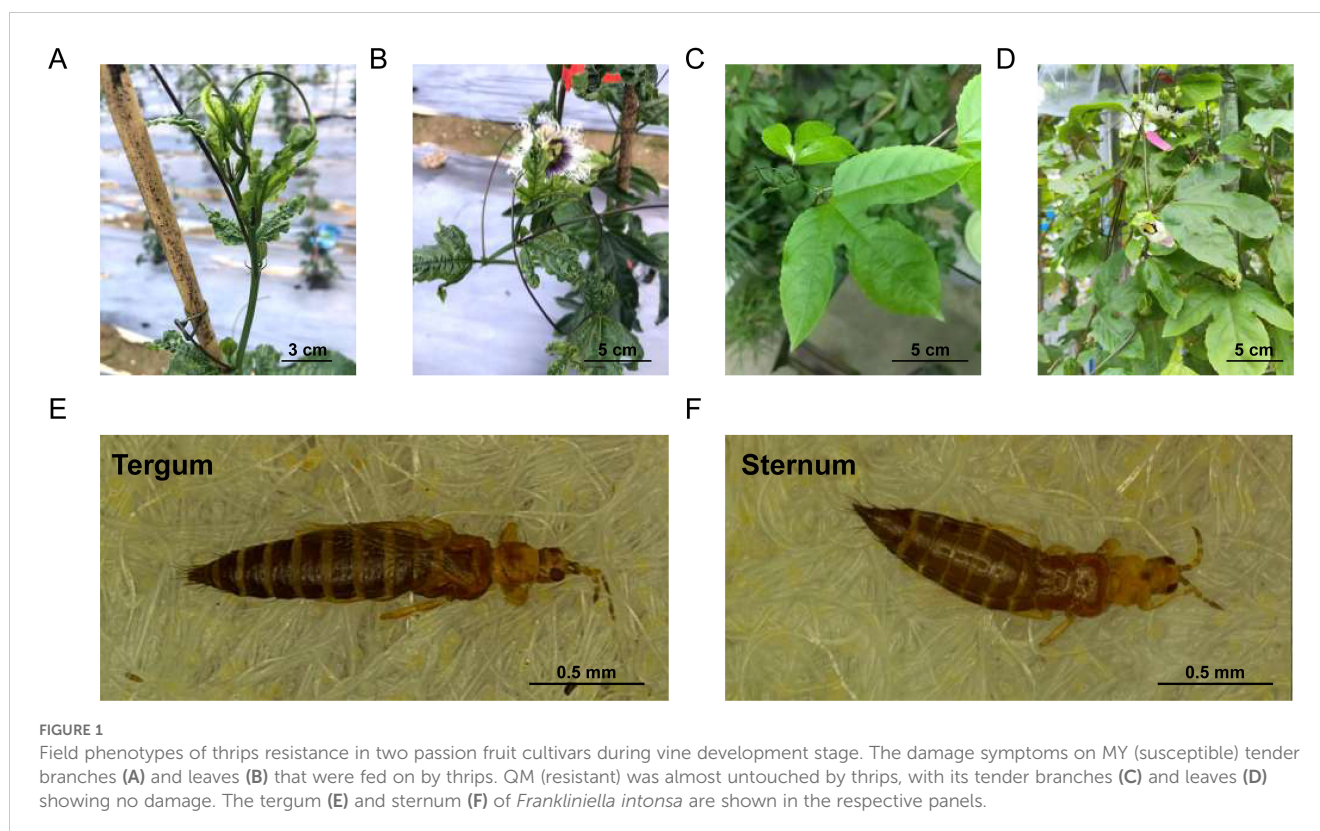 A
B
C
D
3 cm
5 cm
5 cm
5 cm
E
F
Tergum
Sternum
0.5 mm
0.5 mm
FIGURE 1
Field phenotypes of thrips resistance in two passion fruit cultivars during vine development stage. The damage symptoms on MY (susceptible) tender
branches (A) and leaves (B) that were fed on by thrips. QM (resistant) was almost untouched by thrips, with its tender branches (C) and leaves (D)
showing no damage. The tergum (E) and sternum (F) of Frankliniella intonsa are shown in the respective panels.